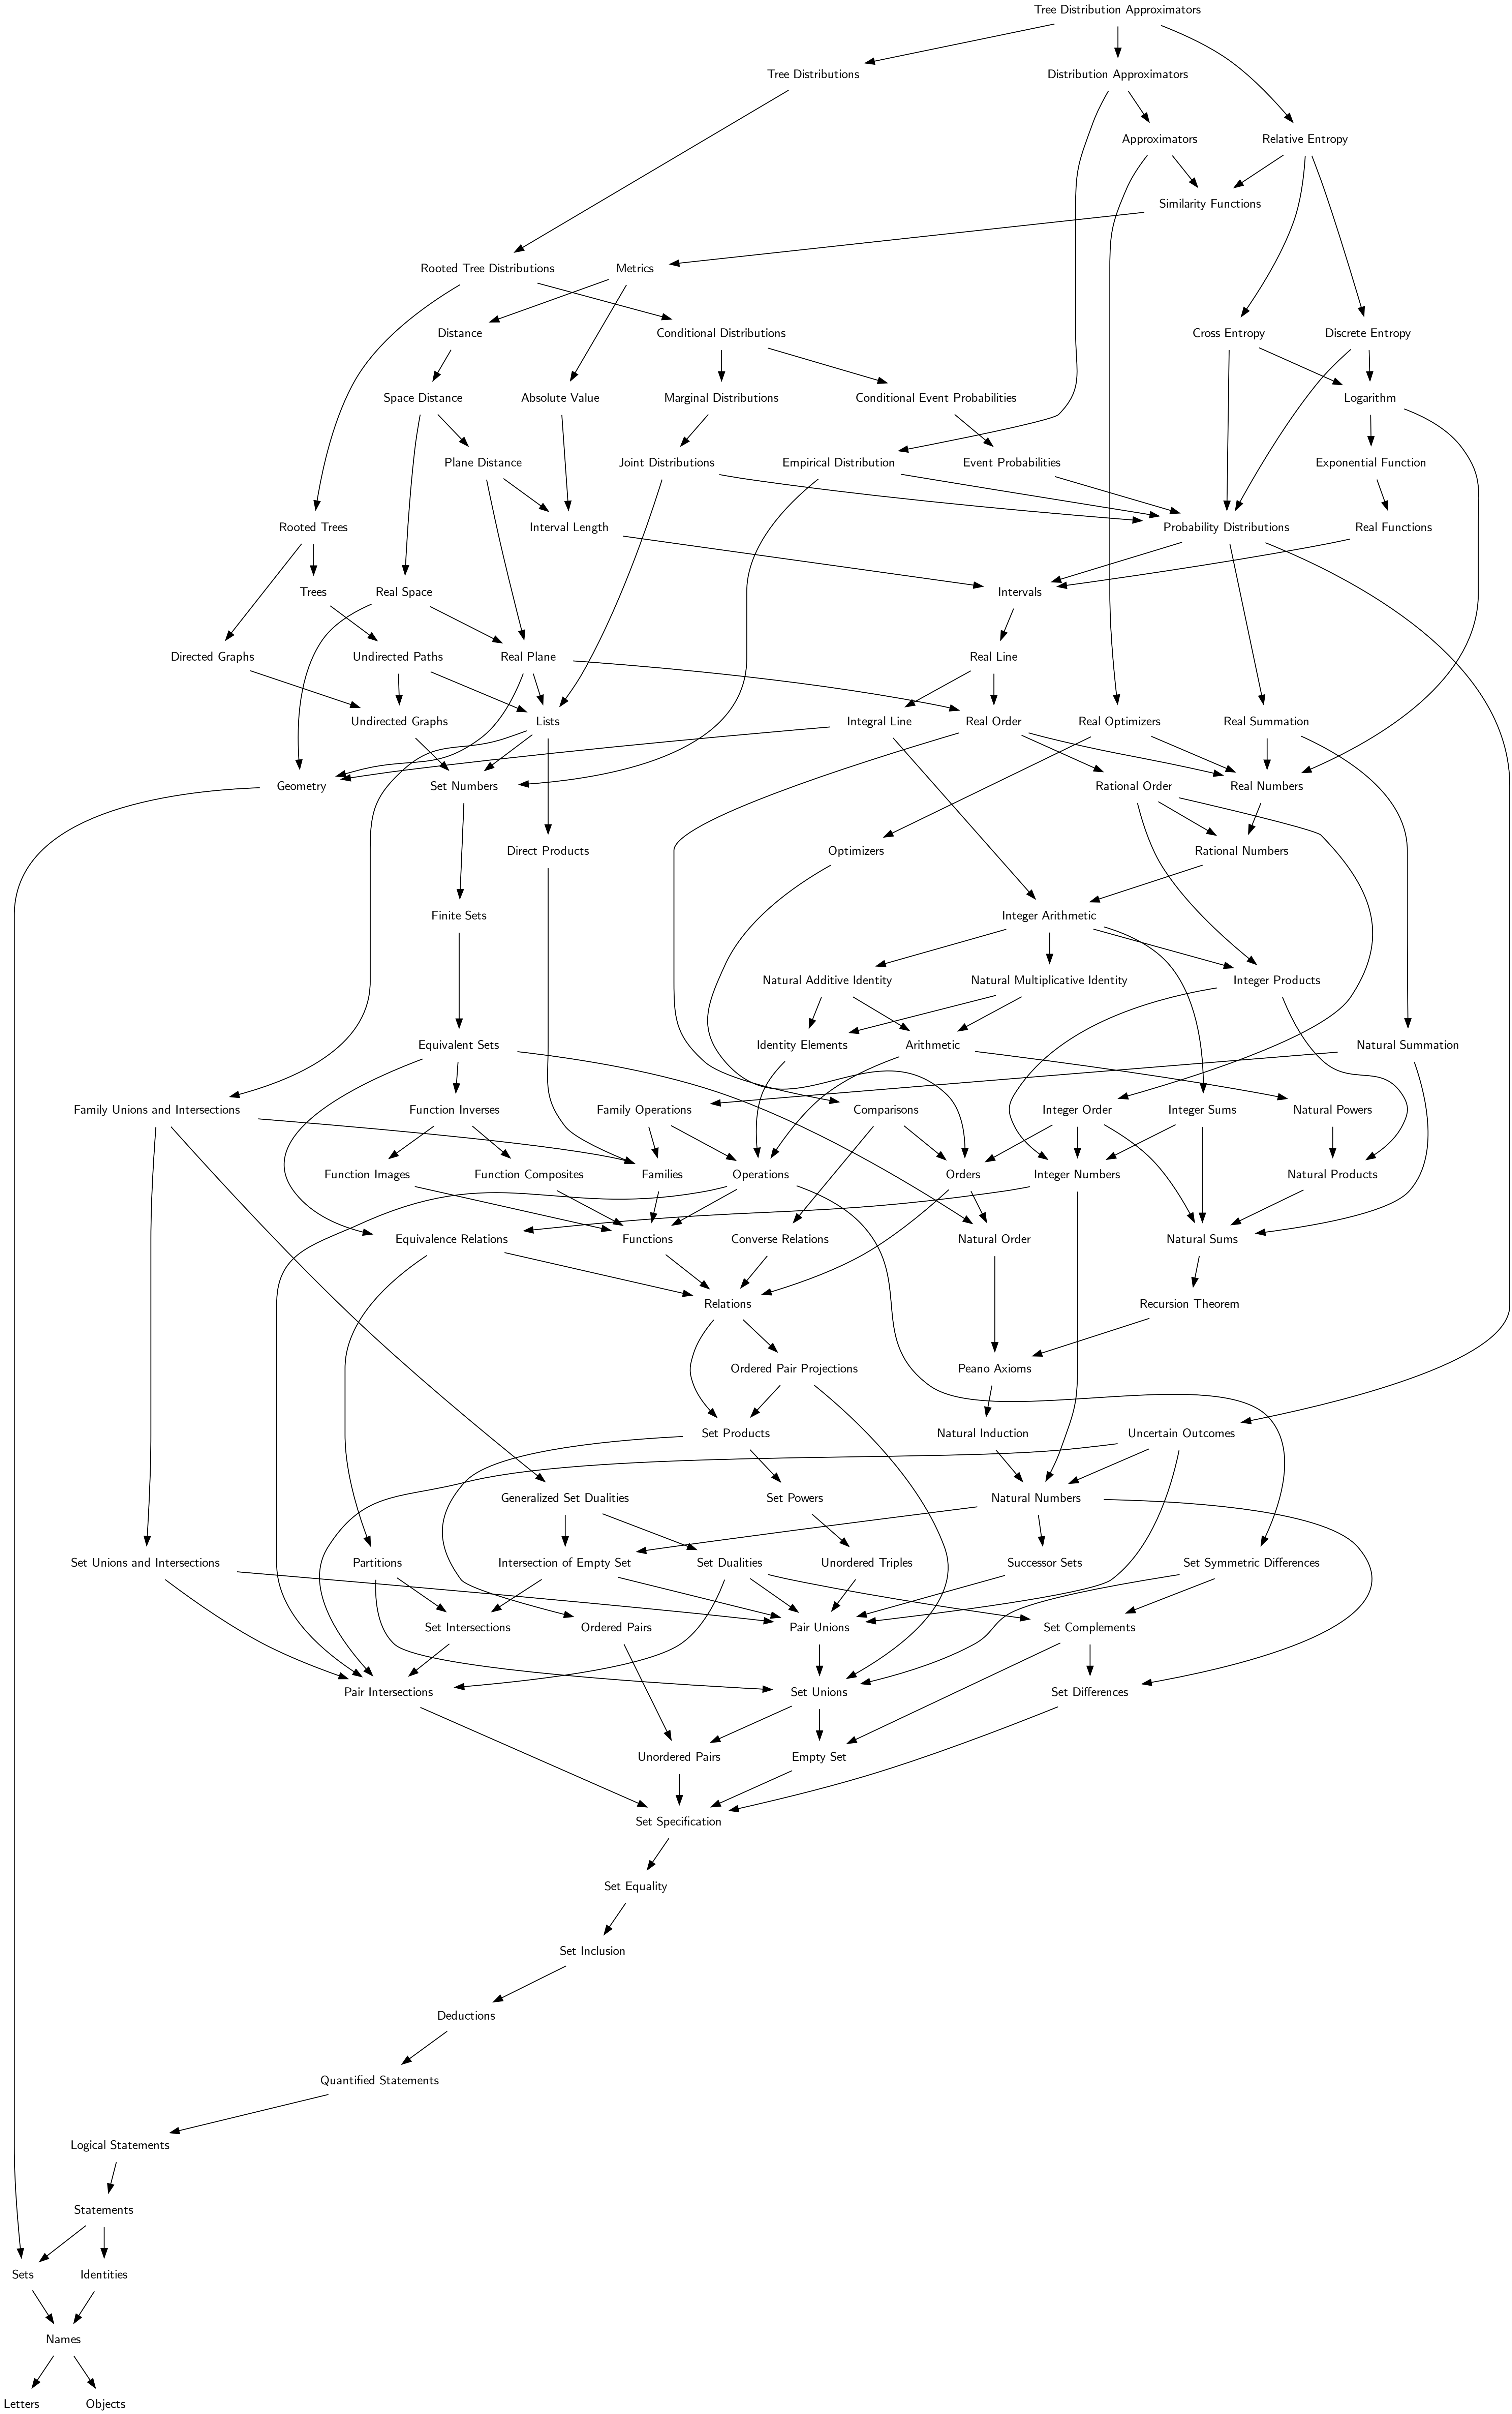 Tree Distribution Approximators
Tree Distributions
Distribution Approximators
Approximators
Relative Entropy
Similarity Functions
Rooted Tree Distributions
Metrics
Distance
Conditional Distributions
Cross Entropy
Discrete Entropy
Space Distance
Absolute Value
Marginal Distributions
Conditional Event Probabilities
Logarithm
Plane Distance
Joint Distributions
Empirical Distribution
Event Probabilities
Exponential Function
Rooted Trees
Interval Length
Probability Distributions
Real Functions
Trees
Real Space
Intervals
Directed Graphs
Undirected Paths
Real Plane
Real Line
Undirected Graphs
Lists
Integral Line
Real Order
Real Optimizers
Real Summation
Geometry
Set Numbers
Rational Order
Real Numbers
Direct Products
Optimizers
Rational Numbers
Finite Sets
Integer Arithmetic
Natural Additive Identity
Natural Multiplicative Identity
Integer Products
Equivalent Sets
Identity Elements
Arithmetic
Natural Summation
Family Unions and Intersections
Function Inverses
Family Operations
Comparisons
Integer Order
Integer Sums
Natural Powers
Function Images
Function Composites
Families
Operations
Orders
Integer Numbers
Natural Products
Equivalence Relations
Functions
Converse Relations
Natural Order
Natural Sums
Relations
Recursion Theorem
Ordered Pair Projections
Peano Axioms
Set Products
Natural Induction
Uncertain Outcomes
Generalized Set Dualities
Set Powers
Natural Numbers
Set Unions and Intersections
Partitions
Intersection of Empty Set
Set Dualities
Unordered Triples
Successor Sets
Set Symmetric Differences
Set Intersections
Ordered Pairs
Pair Unions
Set Complements
Pair Intersections
Set Unions
Set Differences
Unordered Pairs
Empty Set
Set Specification
Set Equality
Set Inclusion
Deductions
Quantified Statements
Logical Statements
Statements
Sets
Identities
Names
Letters
Objects